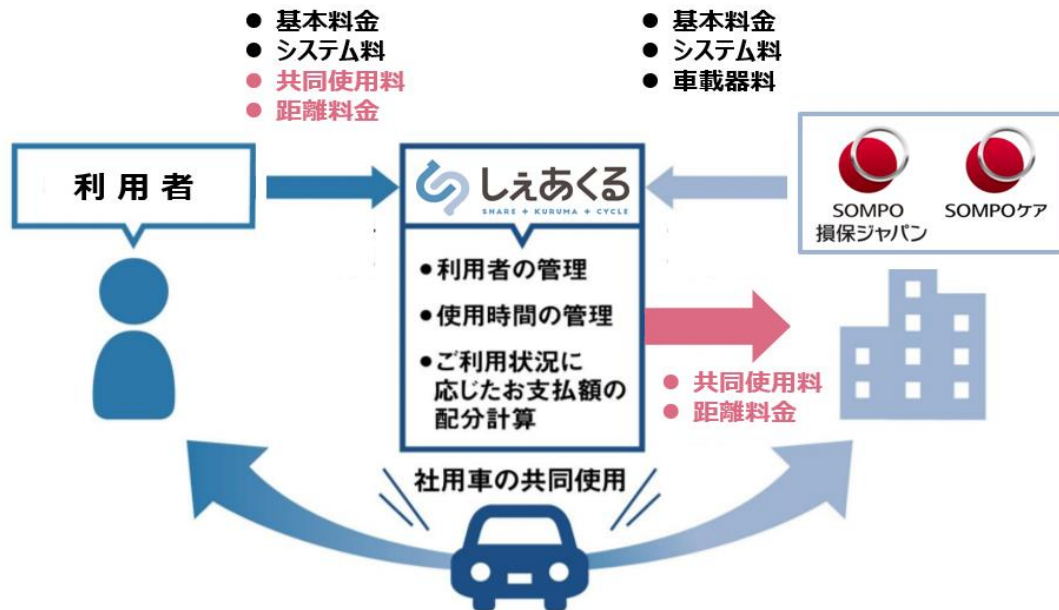 ● 基本料金
● システム料
● 共同使用料
● 距離料金
● 基本料金
● システム料
● 車載器料
利用者
しぇあくる
SHARE + KURUMA + CYCLE
SOMPO
損保ジャパン
SOMPOケア
●利用者の管理
●使用時間の管理
●ご利用状況に
応じたお支払額の
配分計算
● 共同使用料
● 距離料金
社用車の共同使用